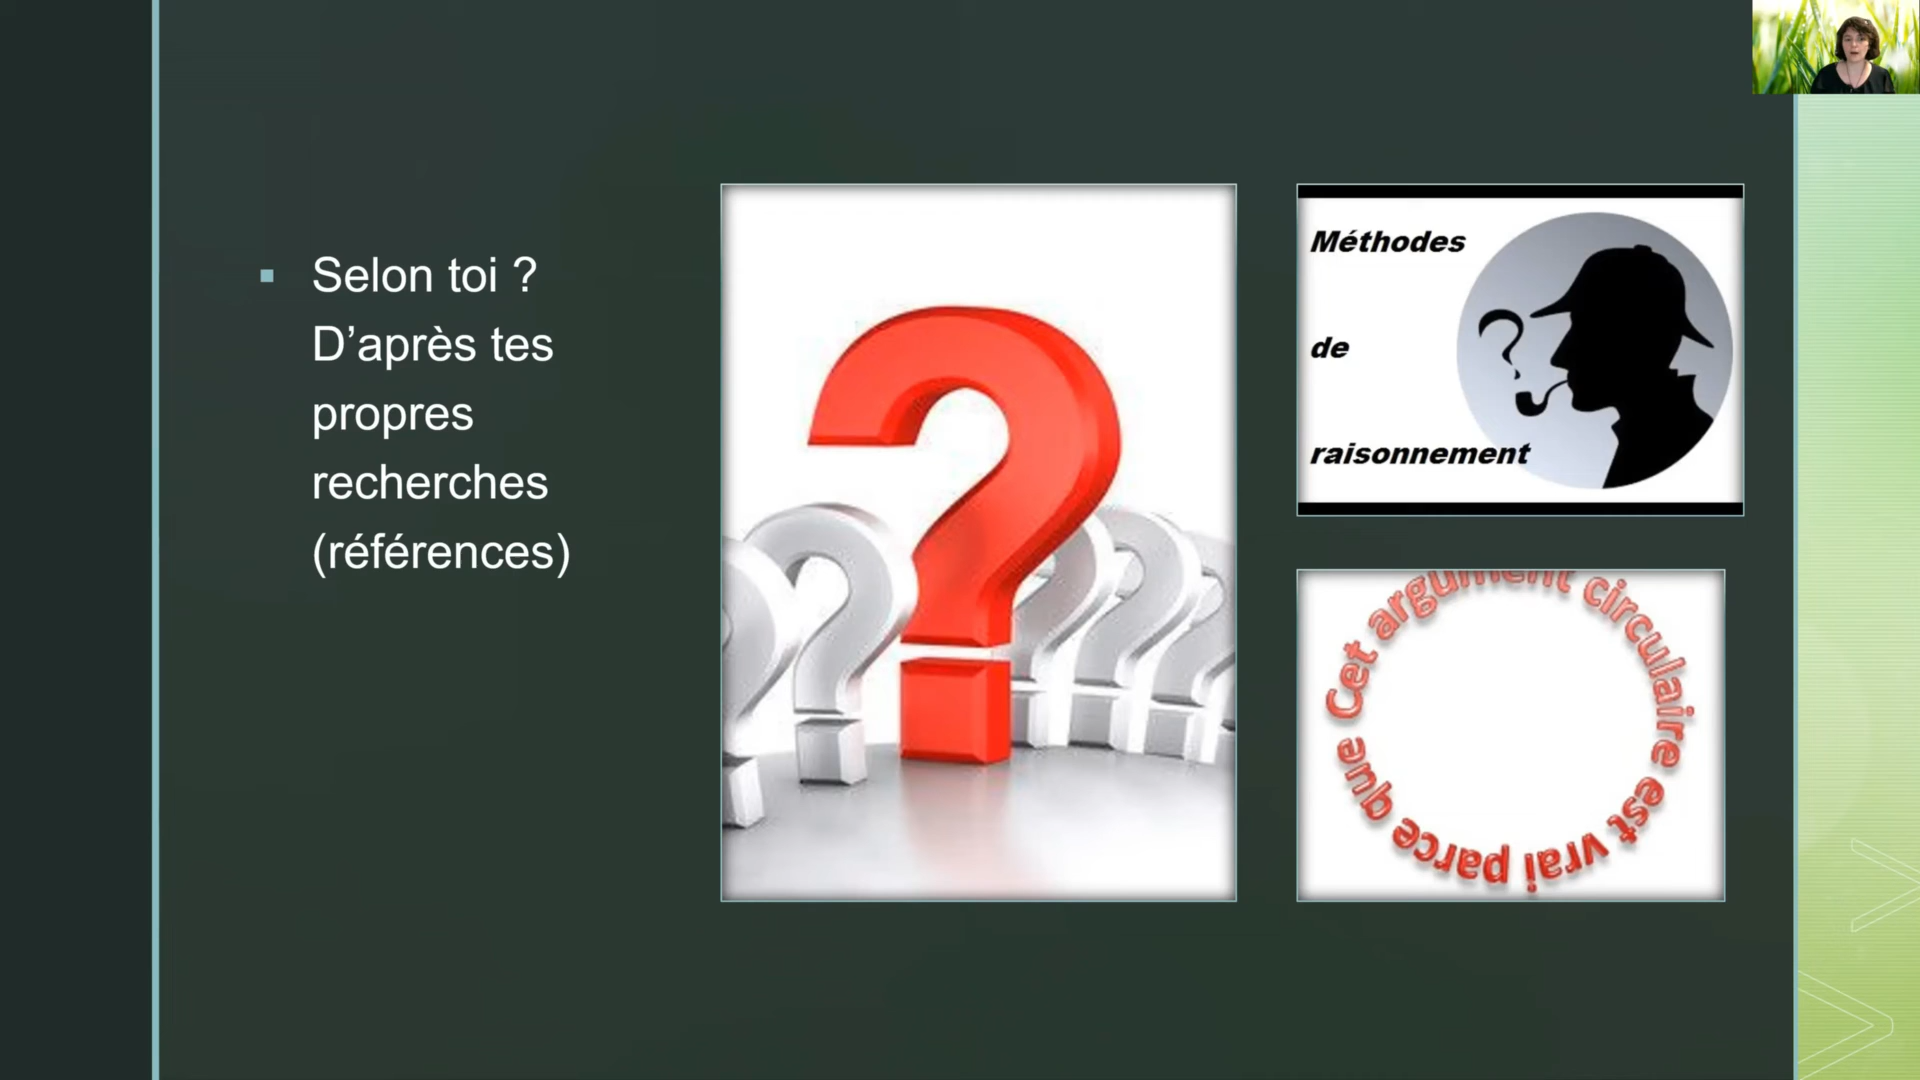 Selon toi ?
D’après tes
propres
recherches
(références)
Méthodes
de
raisonnement
Cet argument circulaire est vrai parce que